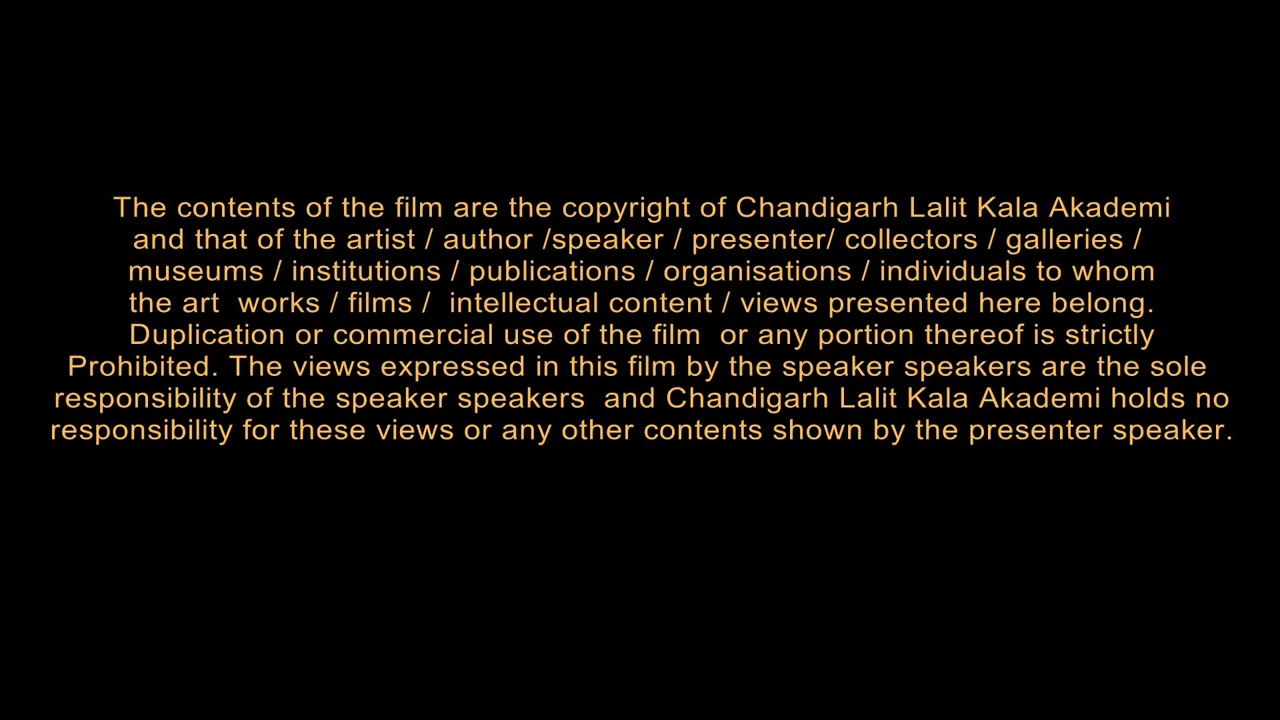 The contents of the film are the copyright of Chandigarh Lalit Kala Akademi
and that of the artist / author /speaker / presenter/ collectors / galleries /
museums / institutions / publications / organisations / individuals to whom
the art  works / films /  intellectual content / views presented here belong.
Duplication or commercial use of the film  or any portion thereof is strictly
Prohibited. The views expressed in this film by the speaker speakers are the sole
responsibility of the speaker speakers  and Chandigarh Lalit Kala Akademi holds no
responsibility for these views or any other contents shown by the presenter speaker.